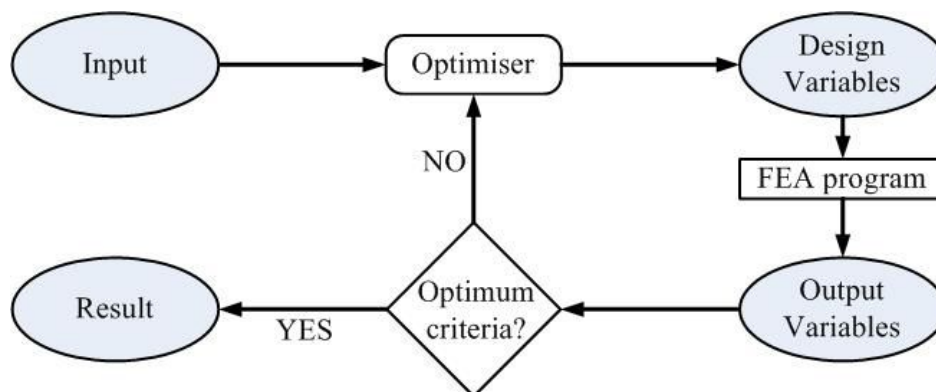 Input
Optimiser
Design
Variables
NO
FEA program
Result
YES
Optimum
criteria?
Output
Variables